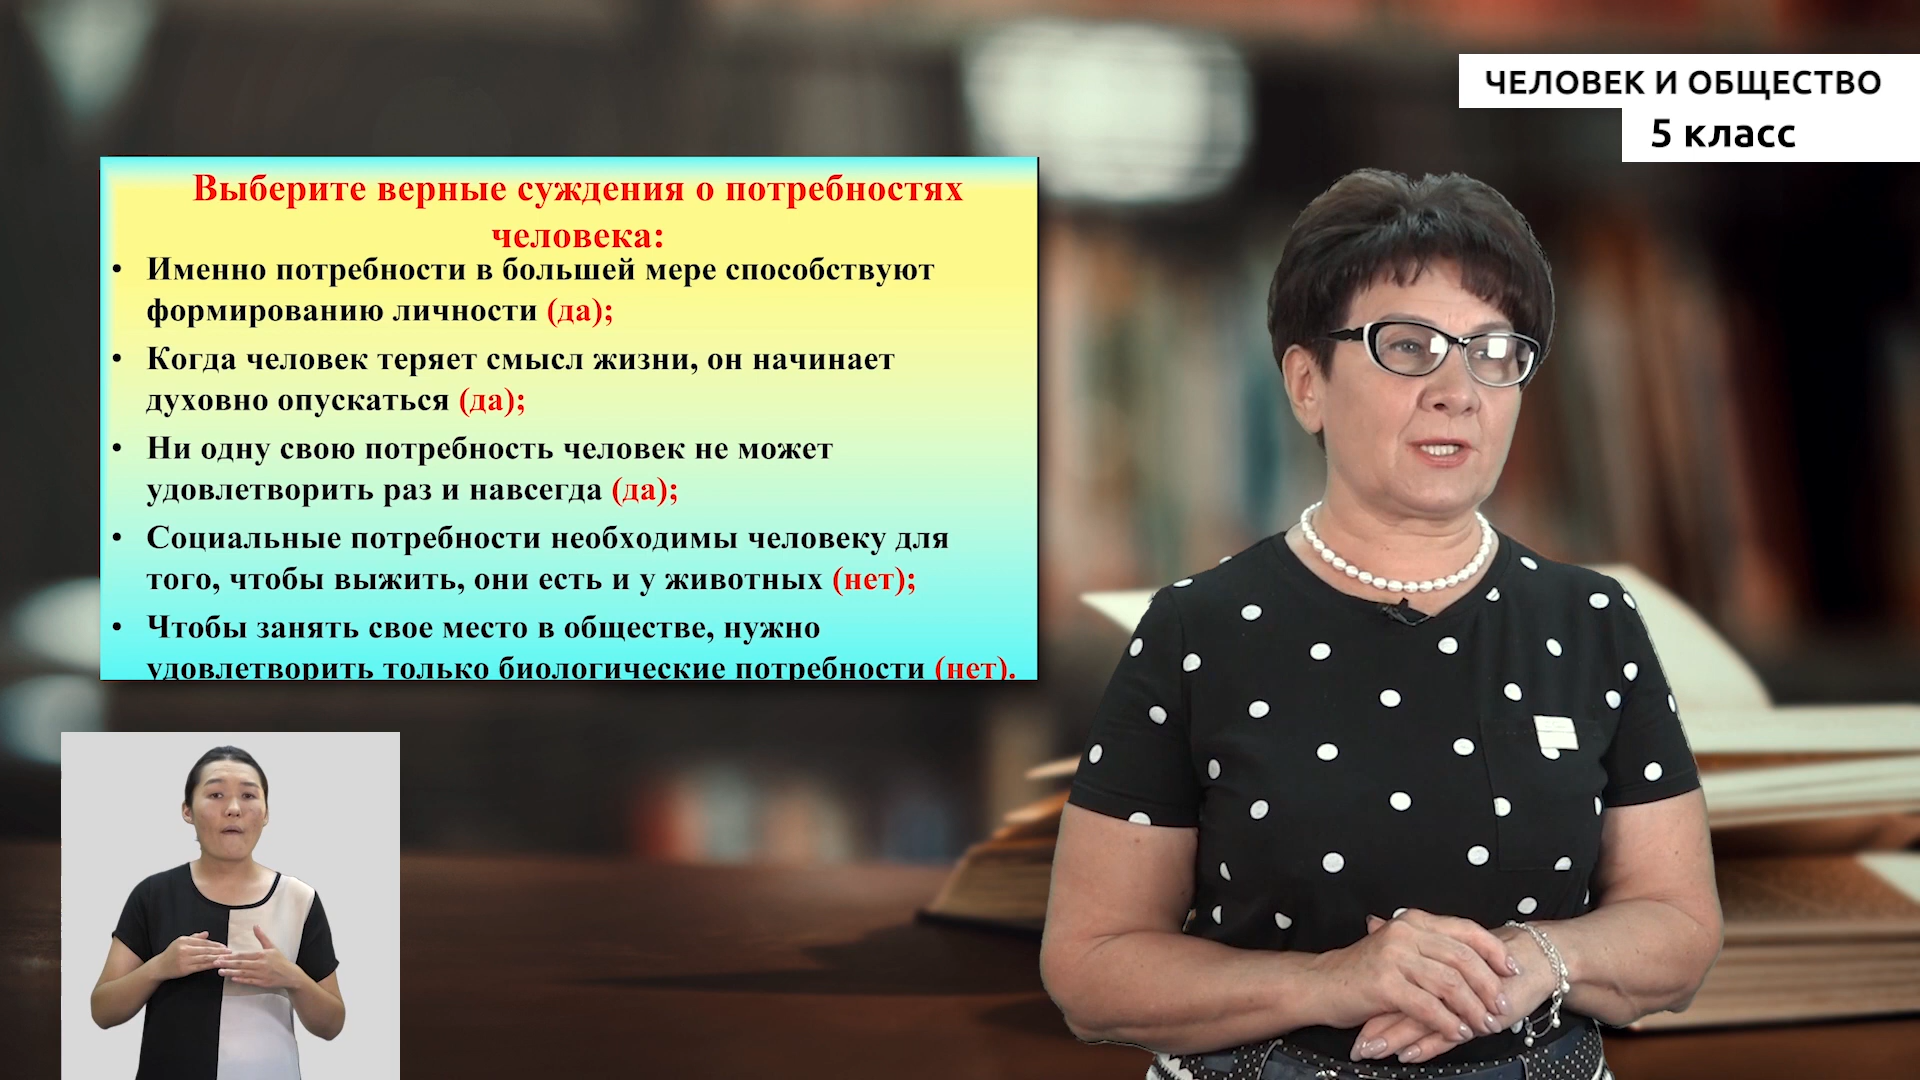 ЧЕЛОВЕК И ОБЩЕСТВО
5 класс
Выберите верные суждения о потребностях
человека:
• Именно потребности в большей мере способствуют
формированию личности (да);
• Когда человек теряет смысл жизни, он начинает
духовно опускаться (да);
• Ни одну свою потребность человек не может
удовлетворить раз и навсегда (да);
• Социальные потребности необходимы человеку для
того, чтобы выжить, они есть и у животных (нет);
• Чтобы занять свое место в обществе, нужно
удовлетворить только биологические потребности (нет).